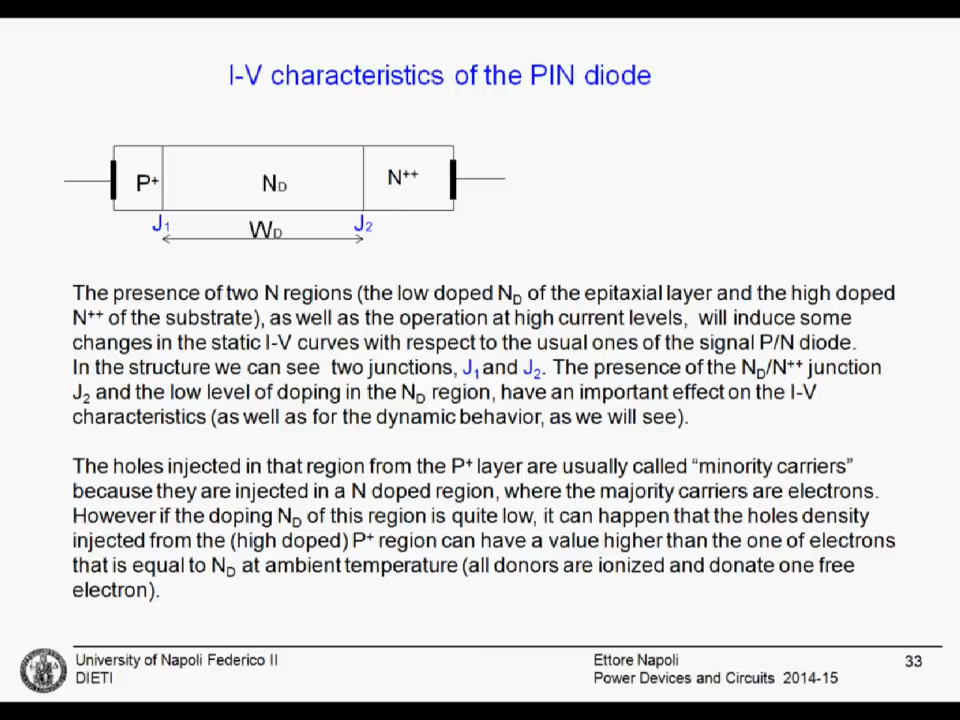 I-V characteristics of the PIN diode
P⁺ N_D N⁺⁺
J₁ W_D J₂
The presence of two N regions (the low doped N_D of the epitaxial layer and the high doped
N⁺⁺ of the substrate), as well as the operation at high current levels, will induce some
changes in the static I-V curves with respect to the usual ones of the signal P/N diode.
In the structure we can see two junctions, J₁ and J₂. The presence of the N_D/N⁺⁺ junction
J₂ and the low level of doping in the N_D region, have an important effect on the I-V
characteristics (as well as for the dynamic behavior, as we will see).
The holes injected in that region from the P⁺ layer are usually called “minority carriers”
because they are injected in a N doped region, where the majority carriers are electrons.
However if the doping N_D of this region is quite low, it can happen that the holes density
injected from the (high doped) P⁺ region can have a value higher than the one of electrons
that is equal to N_D at ambient temperature (all donors are ionized and donate one free
electron).
University of Napoli Federico II
DIETI
Ettore Napoli
Power Devices and Circuits 2014-15
33